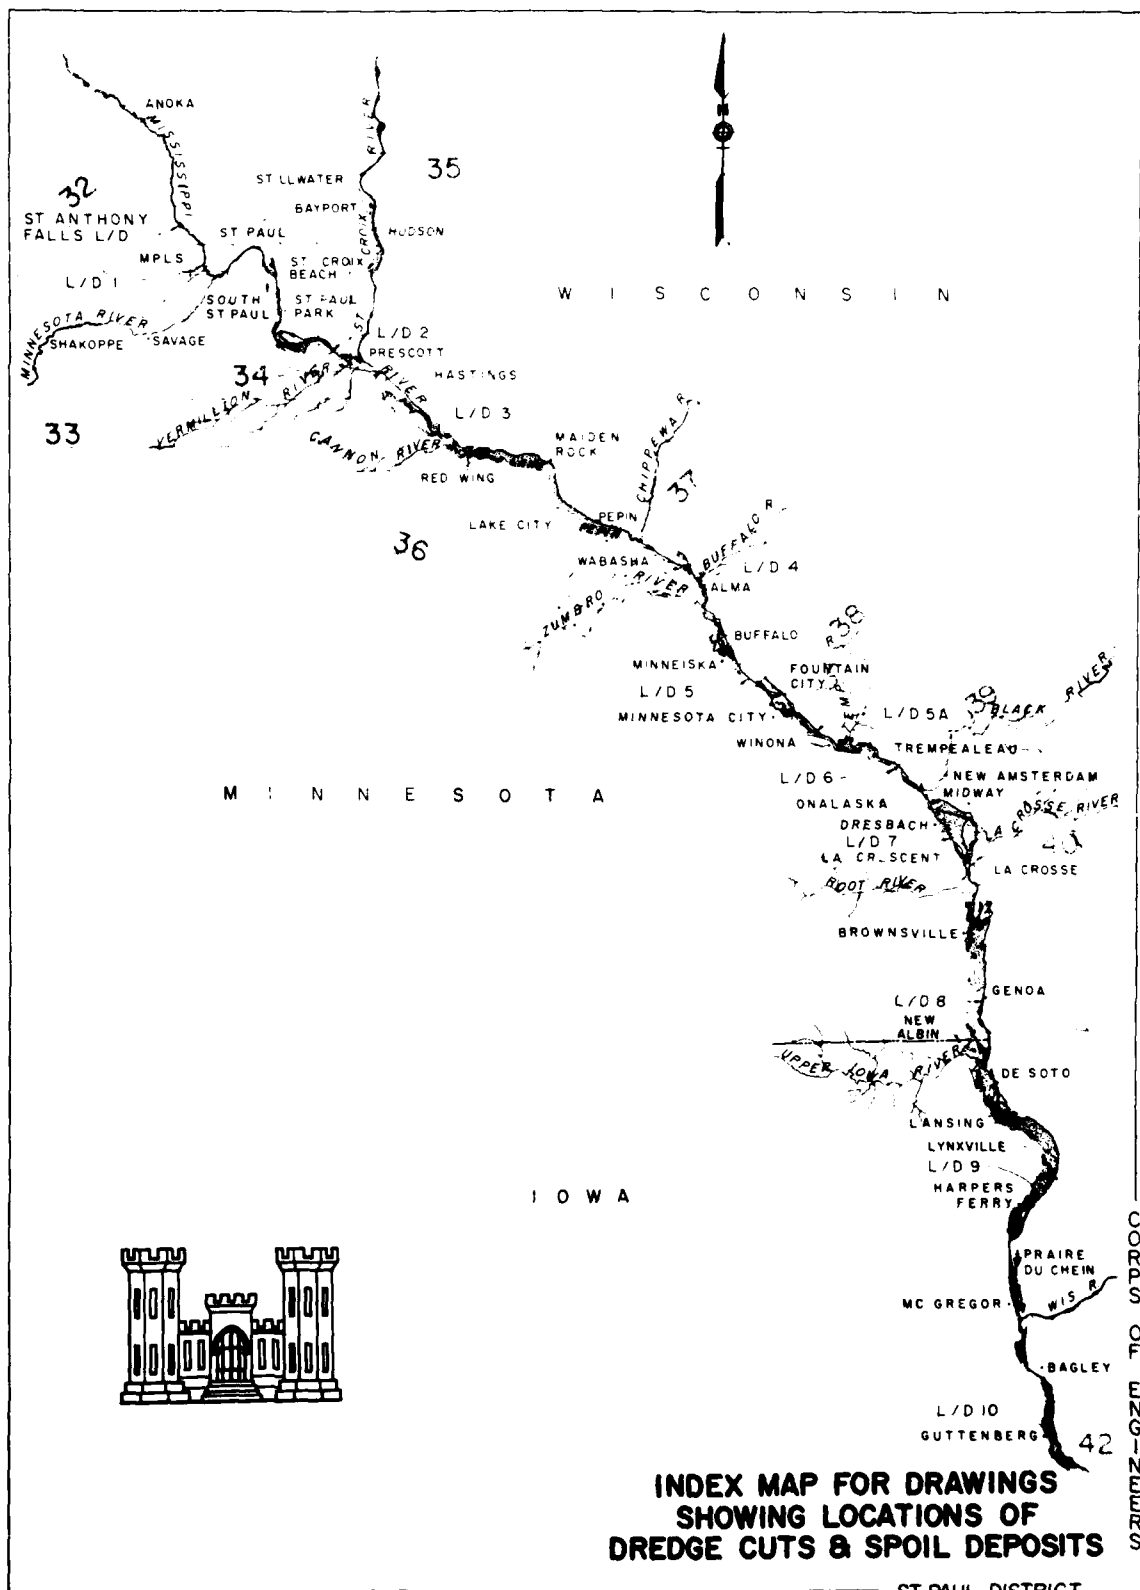 ANOKA
MISSISSIPPI
RIVER
35
ST LLWATER
32
BAYPORT
ST ANTHONY
FALLS L/D
ST PAUL
HUDSON
CROIX
MPLS
ST CROIX
BEACH
L/D 1
WISCONSIN
SOUTH
ST PAUL
ST PAUL
PARK
ST
MINNESOTA RIVER
L/D 2
SHAKOPPE
SAVAGE
PRESCOTT
34
HASTINGS
RIVER
VERMILLION RIVER
L/D 3
33
CANNON RIVER
MAIDEN
ROCK
CHIPPEWA R
RED WING
37
LAKE CITY
PEPIN
PEPIN
36
BUFFALO R
WABASHA
L/D 4
ALMA
ZUMBRO RIVER
38
R
BUFFALO
MINNEISKA
FOUNTAIN
CITY
L/D 5
39
BLACK RIVER
MINNESOTA CITY
L/D 5A
WINONA
TREMPEALEAU
L/D 6
NEW AMSTERDAM
MIDWAY
MINNESOTA
ONALASKA
LA CROSSE RIVER
DRESBACH
L/D 7
40
LA CRESCENT
LA CROSSE
ROOT RIVER
BROWNSVILLE
GENOA
L/D 8
NEW
ALBIN
UPPER IOWA RIVER
DE SOTO
LANSING
LYNXVILLE
L/D 9
HARPERS
FERRY
IOWA
PRAIRE
DU CHEIN
MC GREGOR
WIS R
BAGLEY
L/D 10
GUTTENBERG
42
CORPS OF ENGINEERS
INDEX MAP FOR DRAWINGS
SHOWING LOCATIONS OF
DREDGE CUTS & SPOIL DEPOSITS
ST PAUL DISTRICT